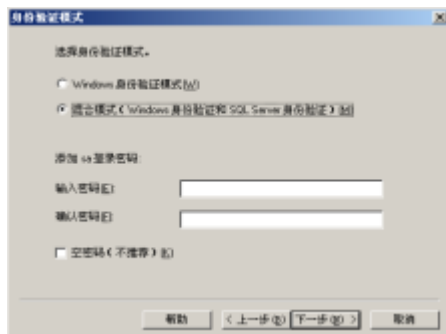 身份验证模式
选择身份验证模式。
Windows 身份验证模式(W)
混合模式(Windows 身份验证和 SQL Server 身份验证)(M)
添加 sa 登录密码:
输入密码(E):
确认密码(F):
空密码(不推荐)(K)
帮助 < 上一步(B) 下一步(N) > 取消